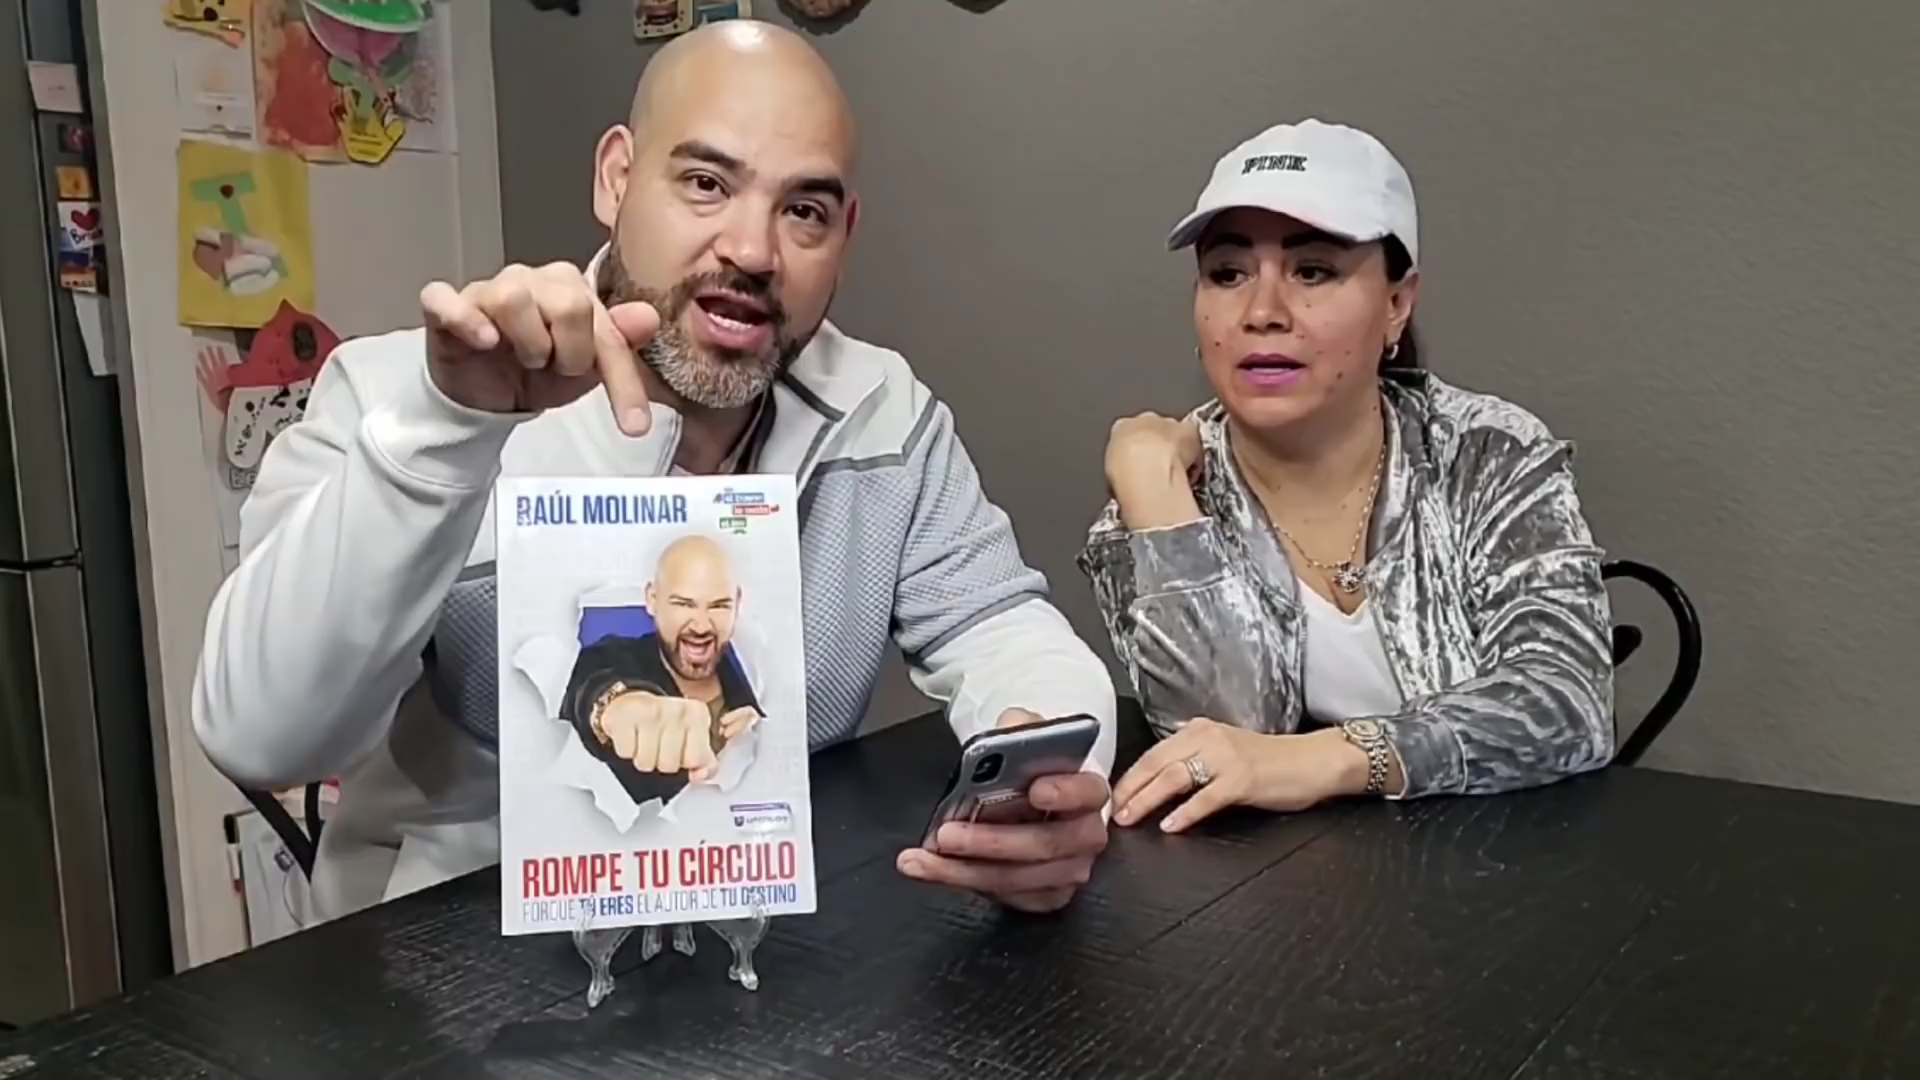 PINK
RAÚL MOLINAR
ROMPE TU CÍRCULO
PORQUE TÚ ERES EL AUTOR DE TU DESTINO